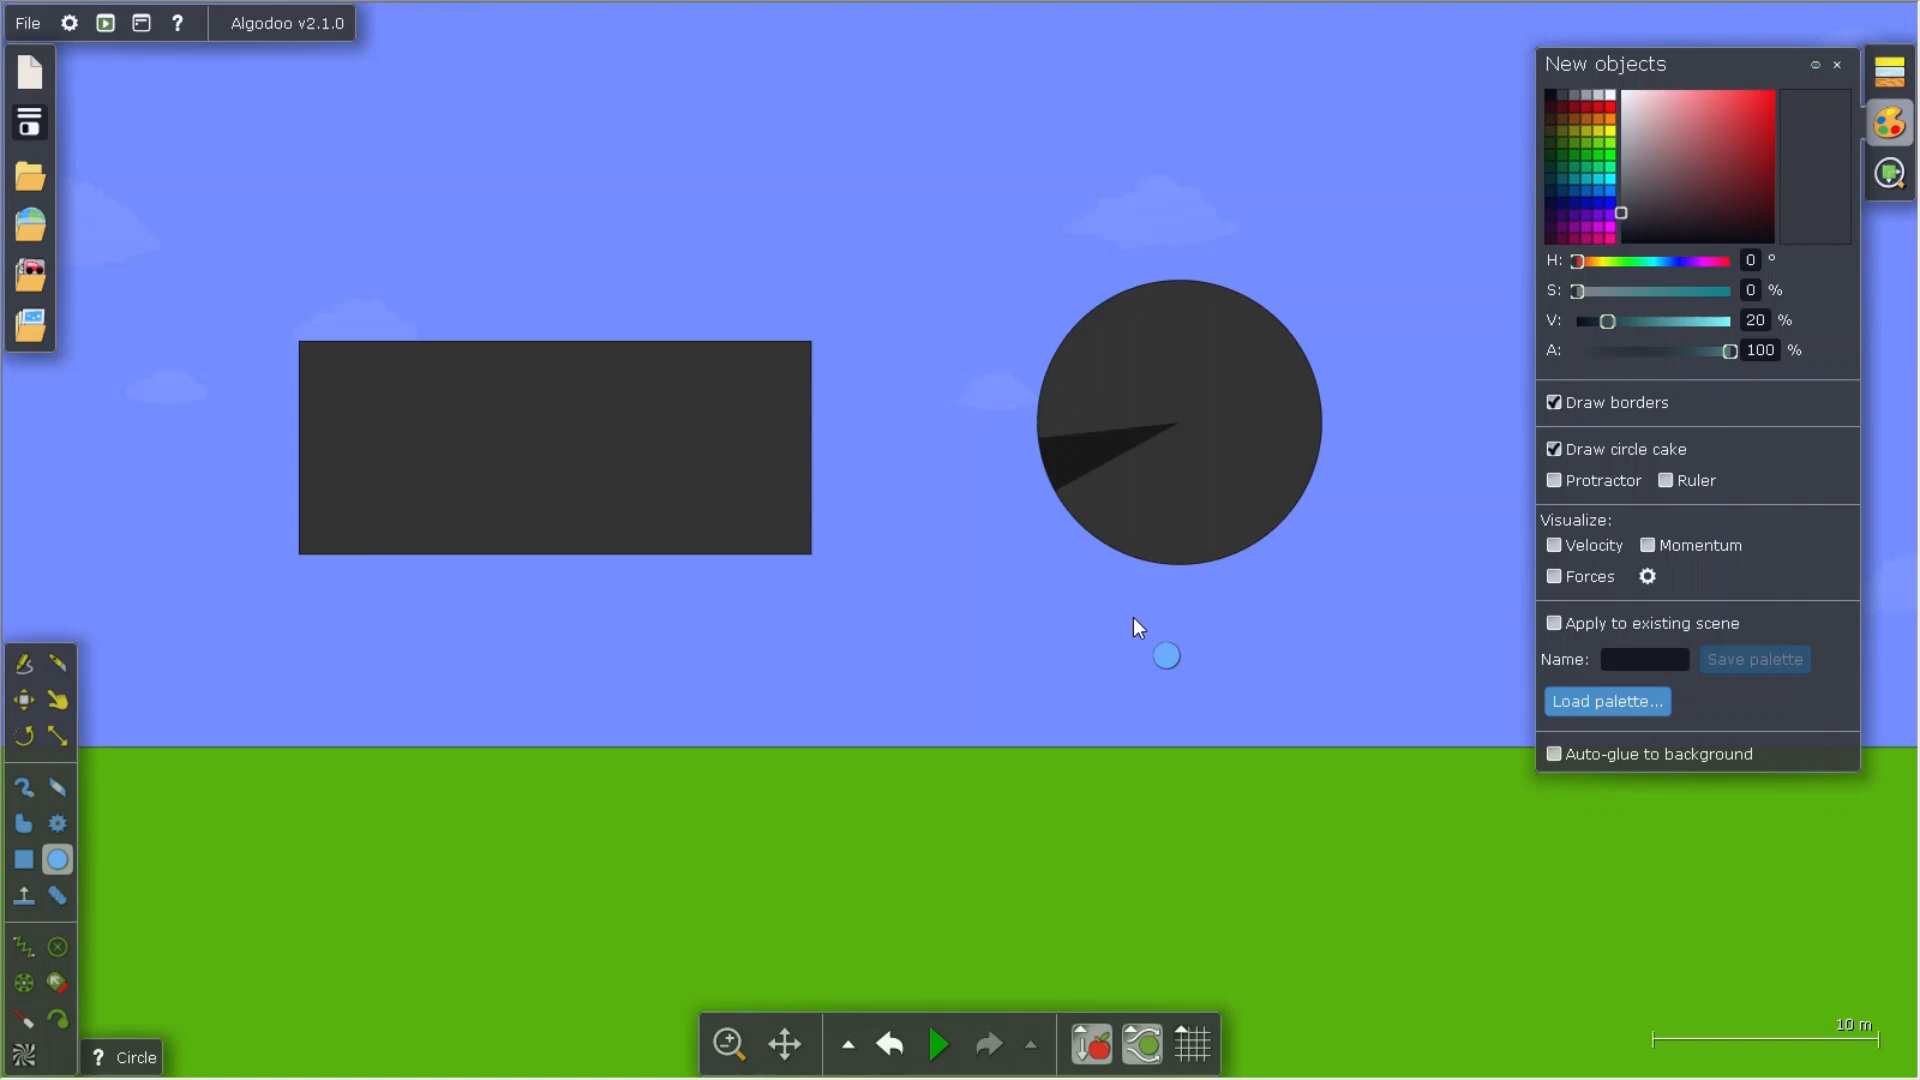 File ? Algodoo v2.1.0
New objects
H: 0 °
S: 0 %
V: 20 %
A: 100 %
Draw borders
Draw circle cake
Protractor Ruler
Visualize:
Velocity Momentum
Forces
Apply to existing scene
Name: Save palette
Load palette...
Auto-glue to background
10 m
? Circle